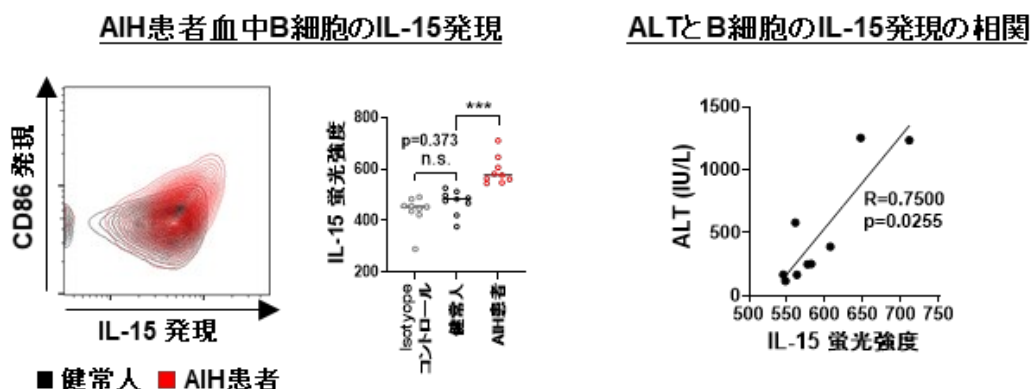 AIH患者血中B細胞のIL-15発現
CD86 発現
IL-15 発現
■ 健常人 ■ AIH患者
IL-15 蛍光強度
800
600
400
200
p=0.373
n.s.
***
Isotyope
コントロール
健常人
AIH患者
ALTとB細胞のIL-15発現の相関
ALT (IU/L)
1500
1000
500
0
R=0.7500
p=0.0255
500 550 600 650 700 750
IL-15 蛍光強度